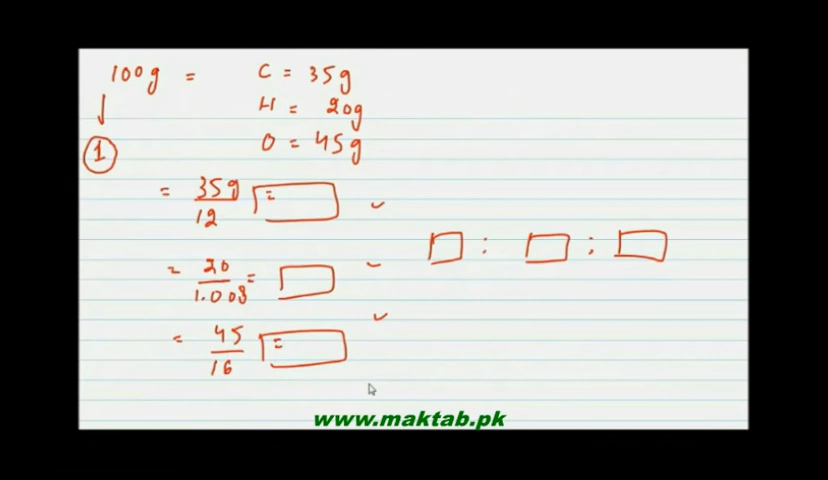 100g = C = 35g
↓ H = 20g
1 O = 45g
= 35g/12 =
: :
= 20/1.008 =
= 45/16 =
www.maktab.pk